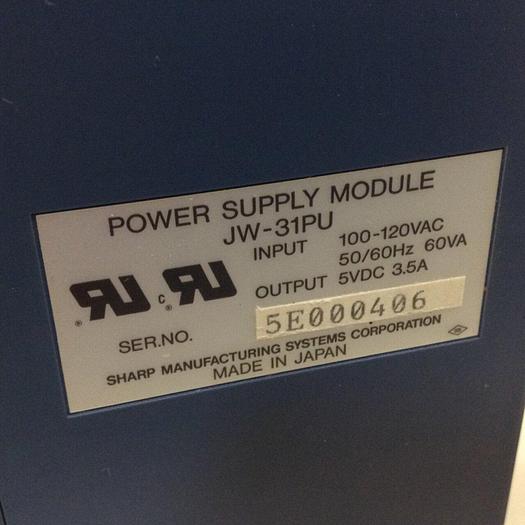 POWER SUPPLY MODULE
JW-31PU
INPUT 100-120VAC
50/60Hz 60VA
OUTPUT 5VDC 3.5A
SER.NO. 5E000406
SHARP MANUFACTURING SYSTEMS CORPORATION
MADE IN JAPAN